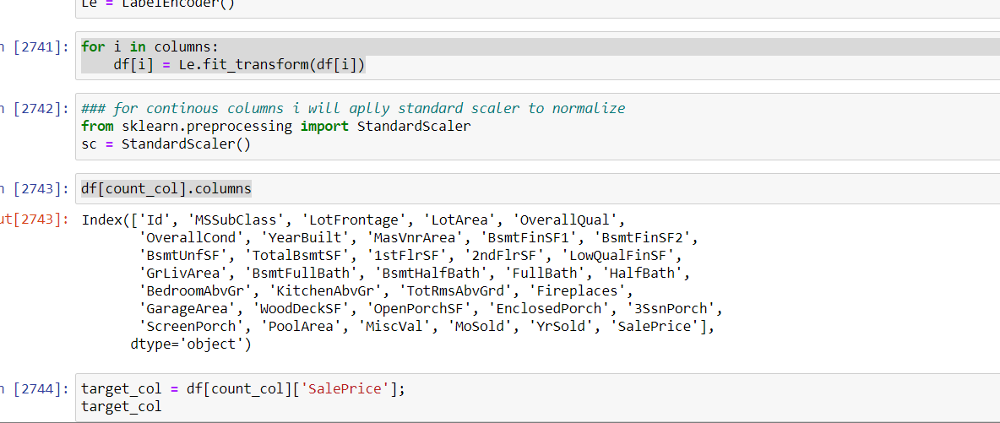 Le = LabelEncoder()
n [2741]: for i in columns:
df[i] = Le.fit_transform(df[i])
n [2742]: ### for continous columns i will aplly standard scaler to normalize
from sklearn.preprocessing import StandardScaler
sc = StandardScaler()
n [2743]: df[count_col].columns
ut[2743]: Index(['Id', 'MSSubClass', 'LotFrontage', 'LotArea', 'OverallQual',
'OverallCond', 'YearBuilt', 'MasVnrArea', 'BsmtFinSF1', 'BsmtFinSF2',
'BsmtUnfSF', 'TotalBsmtSF', '1stFlrSF', '2ndFlrSF', 'LowQualFinSF',
'GrLivArea', 'BsmtFullBath', 'BsmtHalfBath', 'FullBath', 'HalfBath',
'BedroomAbvGr', 'KitchenAbvGr', 'TotRmsAbvGrd', 'Fireplaces',
'GarageArea', 'WoodDeckSF', 'OpenPorchSF', 'EnclosedPorch', '3SsnPorch',
'ScreenPorch', 'PoolArea', 'MiscVal', 'MoSold', 'YrSold', 'SalePrice'],
dtype='object')
n [2744]: target_col = df[count_col]['SalePrice'];
target_col